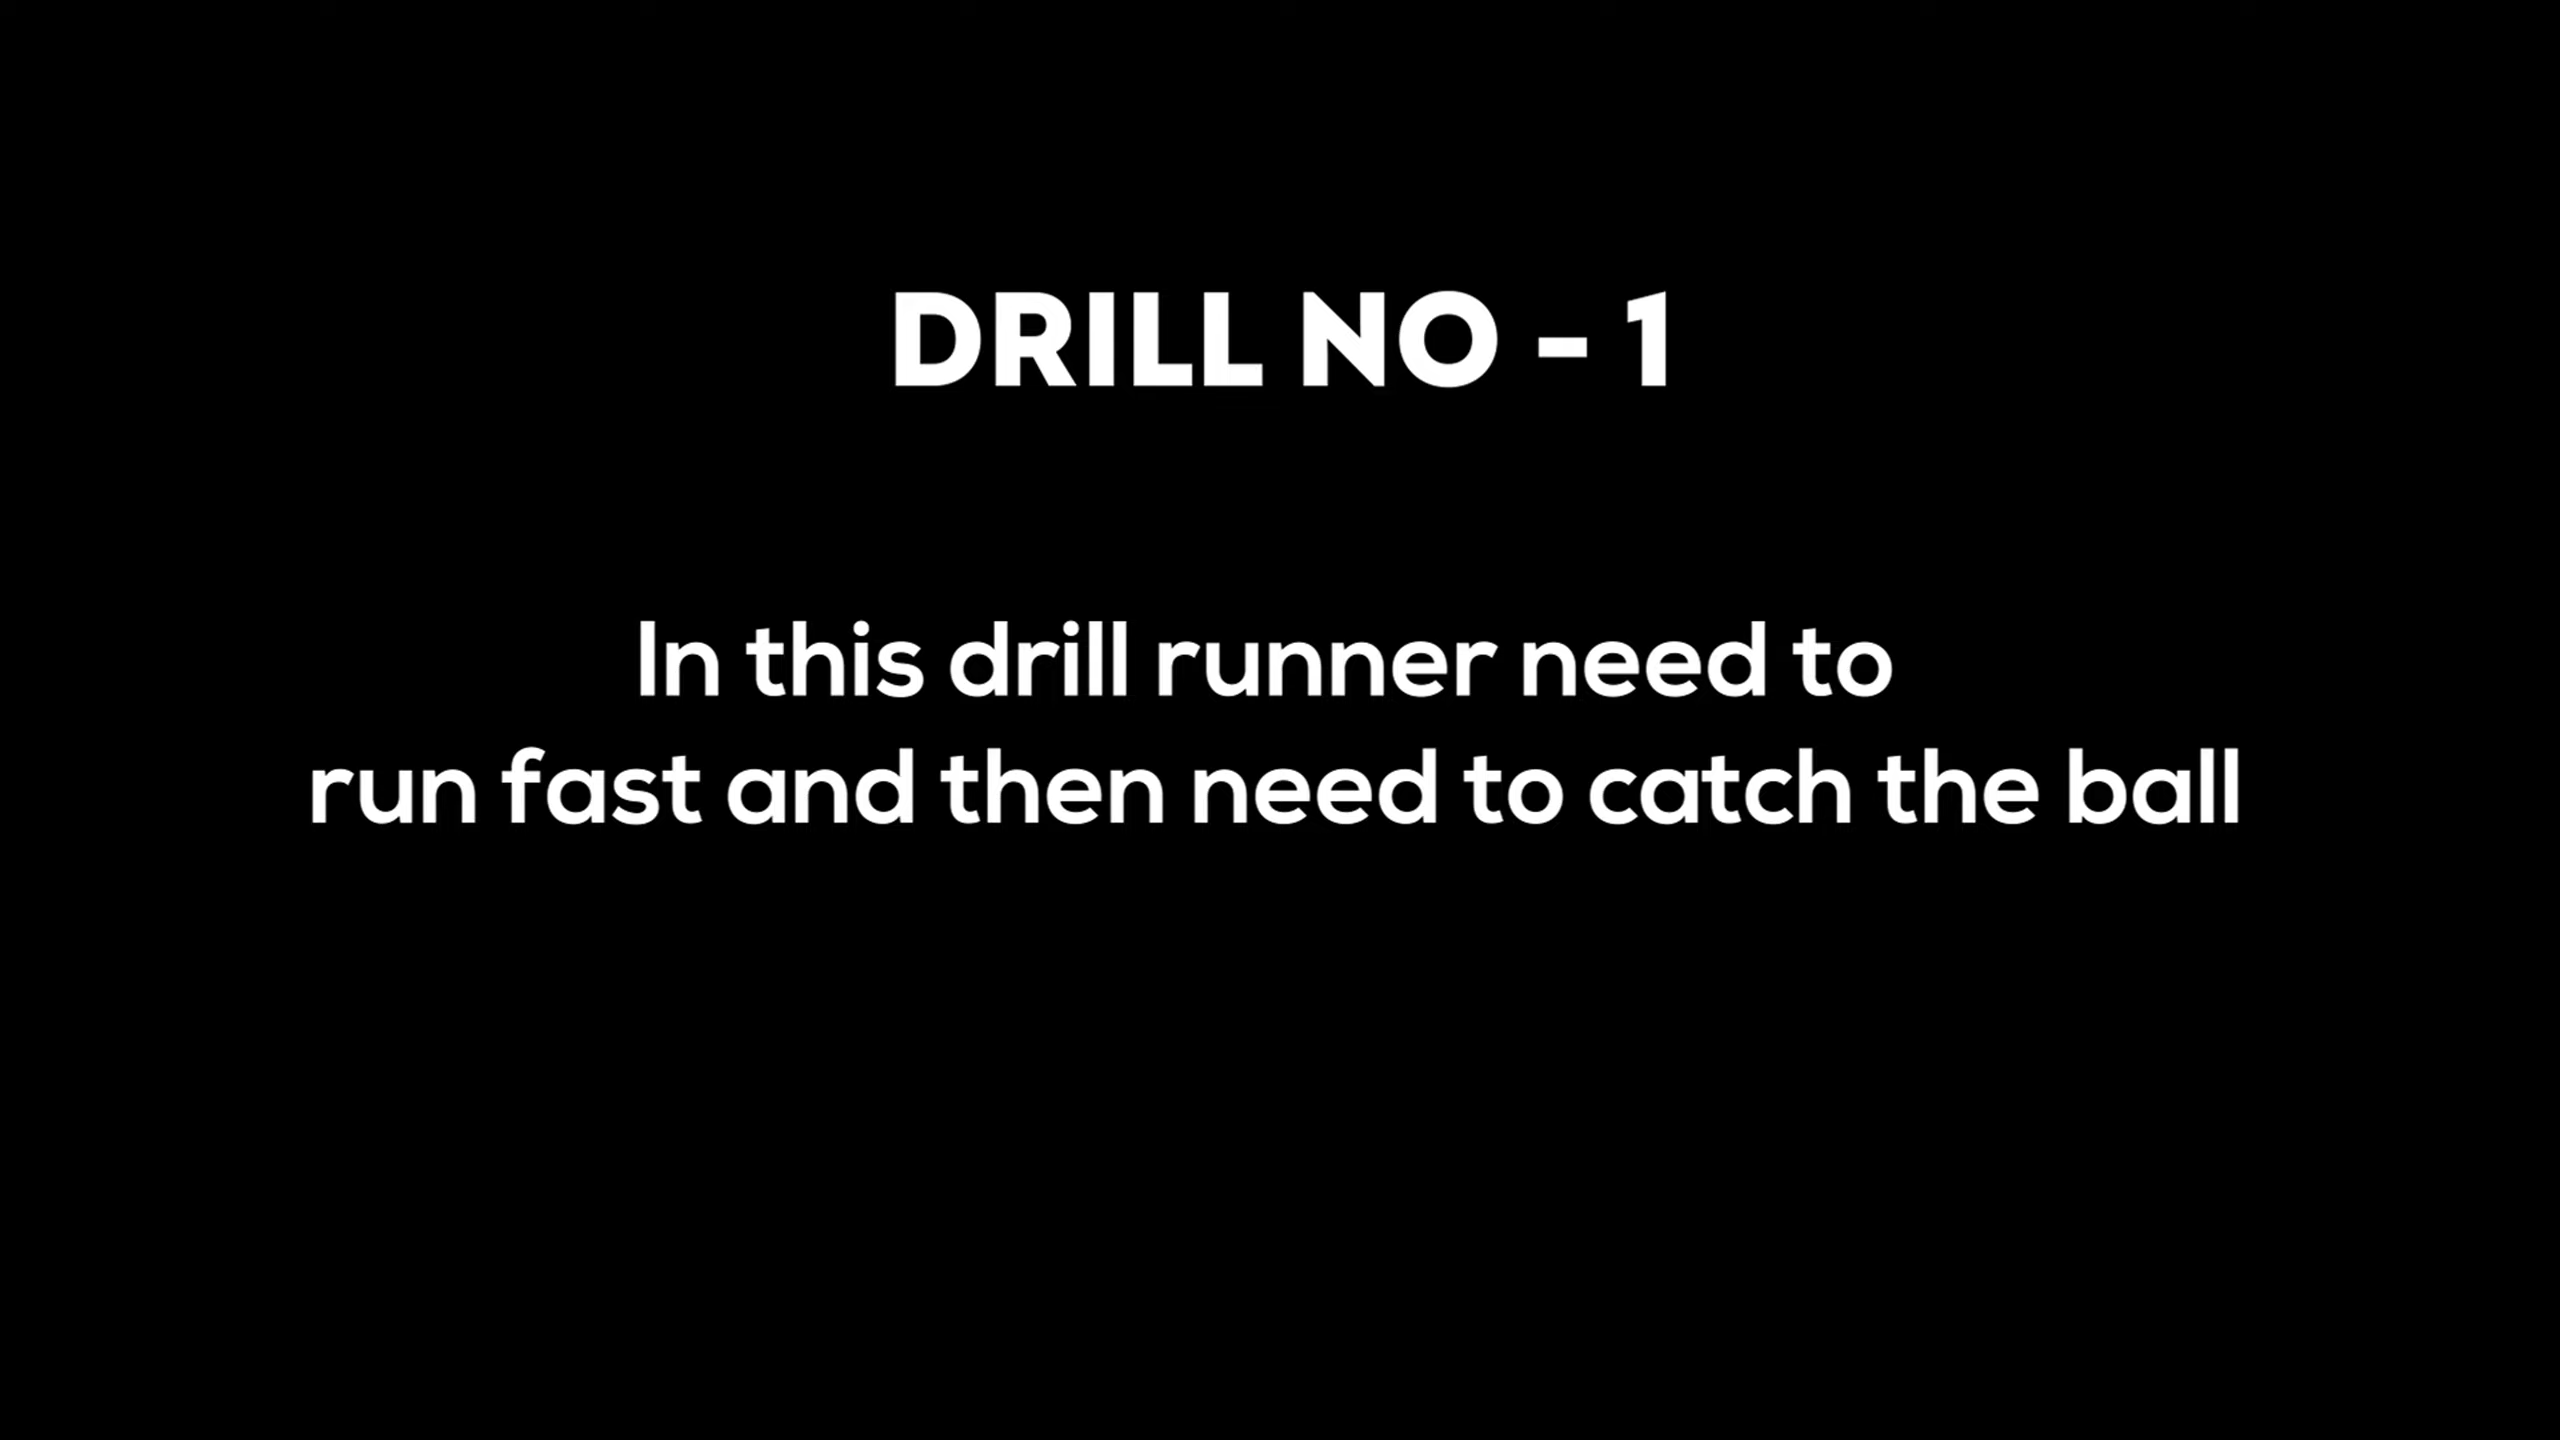 DRILL NO - 1
In this drill runner need to
run fast and then need to catch the ball